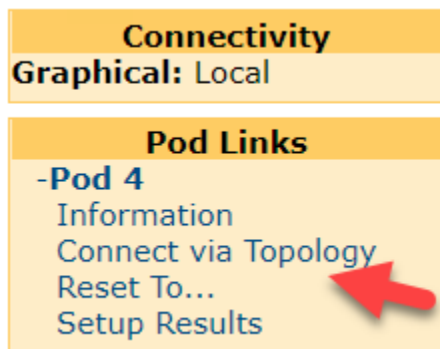 Connectivity
Graphical: Local
Pod Links
-Pod 4
Information
Connect via Topology
Reset To...
Setup Results